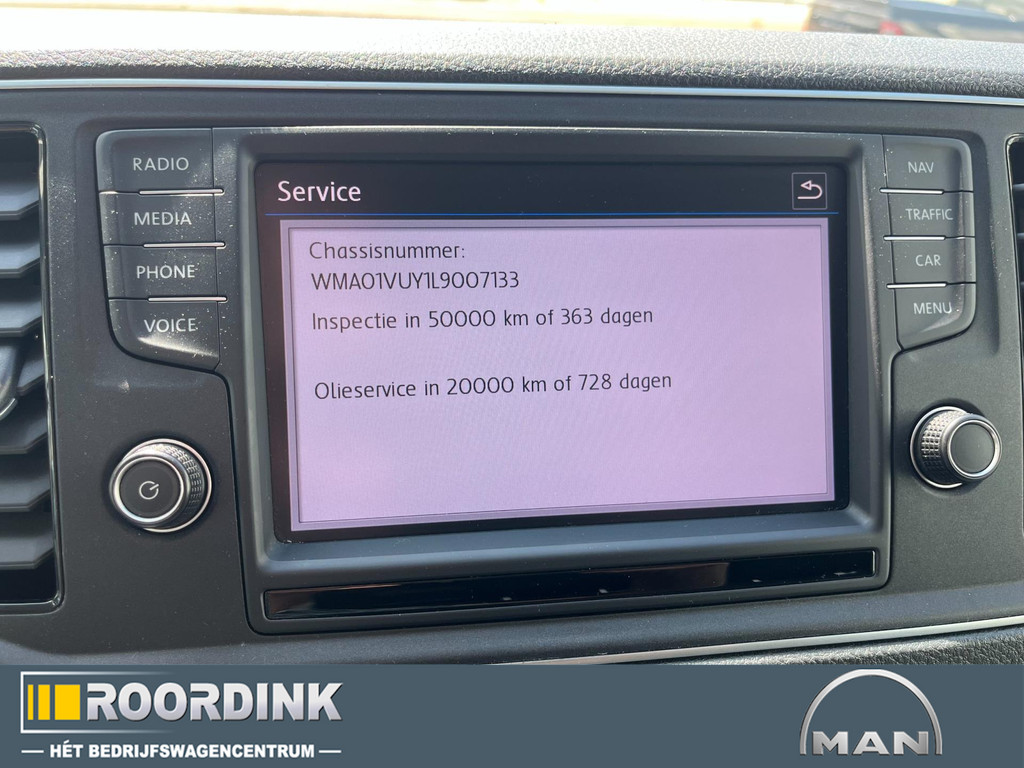 RADIO
MEDIA
PHONE
VOICE
Service
Chassisnummer:
WMA01VUY1L9007133
Inspectie in 50000 km of 363 dagen
Olieservice in 20000 km of 728 dagen
NAV
TRAFFIC
CAR
MENU
ROORDINK
HÉT BEDRIJFSWAGENCENTRUM
MAN